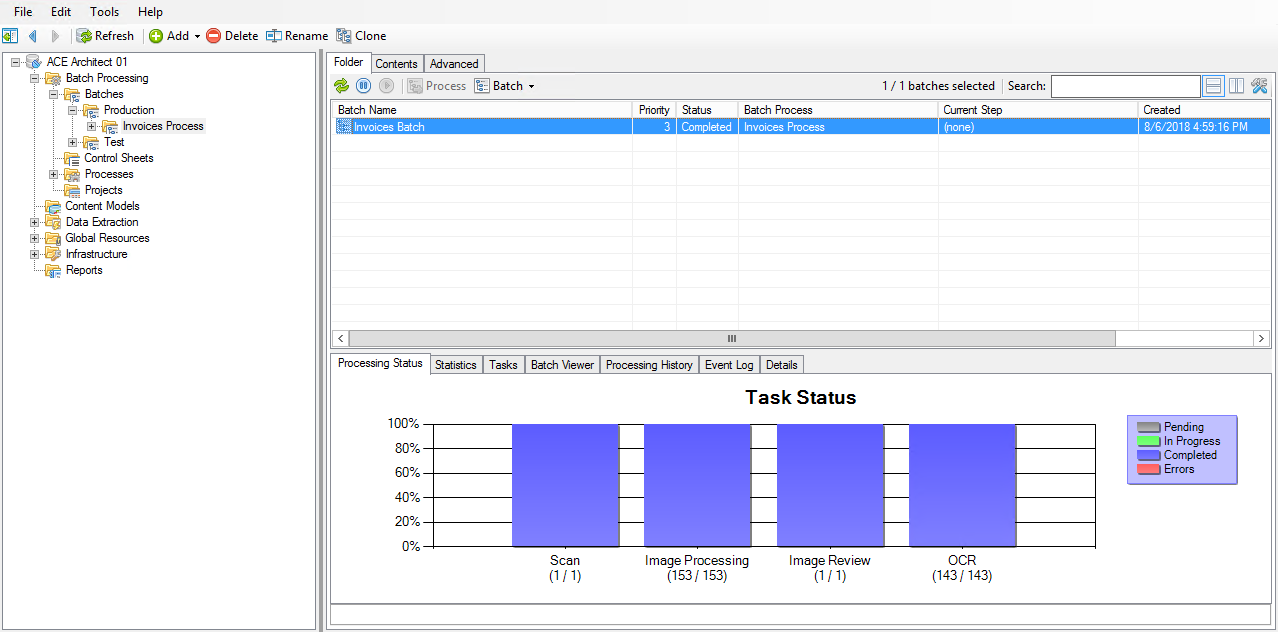 File Edit Tools Help
Refresh Add Delete Rename Clone
ACE Architect 01
Batch Processing
Batches
Production
Invoices Process
Test
Control Sheets
Processes
Projects
Content Models
Data Extraction
Global Resources
Infrastructure
Reports
Folder Contents Advanced
Process Batch 1 / 1 batches selected Search:
Batch Name Priority Status Batch Process Current Step Created
Invoices Batch 3 Completed Invoices Process (none) 8/6/2018 4:59:16 PM
Processing Status Statistics Tasks Batch Viewer Processing History Event Log Details
Task Status
100%
80%
60%
40%
20%
0%
Scan Image Processing Image Review OCR
(1 / 1) (153 / 153) (1 / 1) (143 / 143)
Pending
In Progress
Completed
Errors